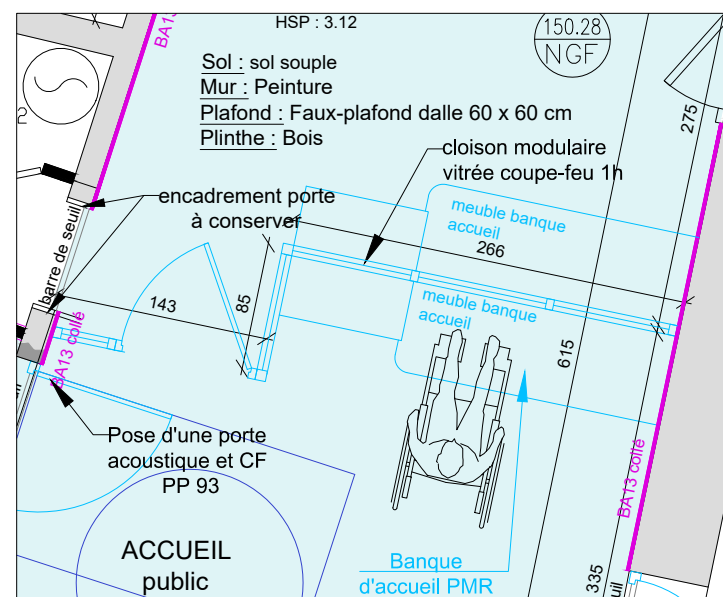 HSP : 3.12
150.28
NGF
BA13
Sol : sol souple
Mur : Peinture
Plafond : Faux-plafond dalle 60 x 60 cm
Plinthe : Bois
275
cloison modulaire
vitrée coupe-feu 1h
encadrement porte
à conserver
meuble banque
accueil
266
barre de seuil
143
85
meuble banque
accueil
615
BA13 collé
Pose d'une porte
acoustique et CF
PP 93
BA13 collé
ACCUEIL
public
Banque
d'accueil PMR
335